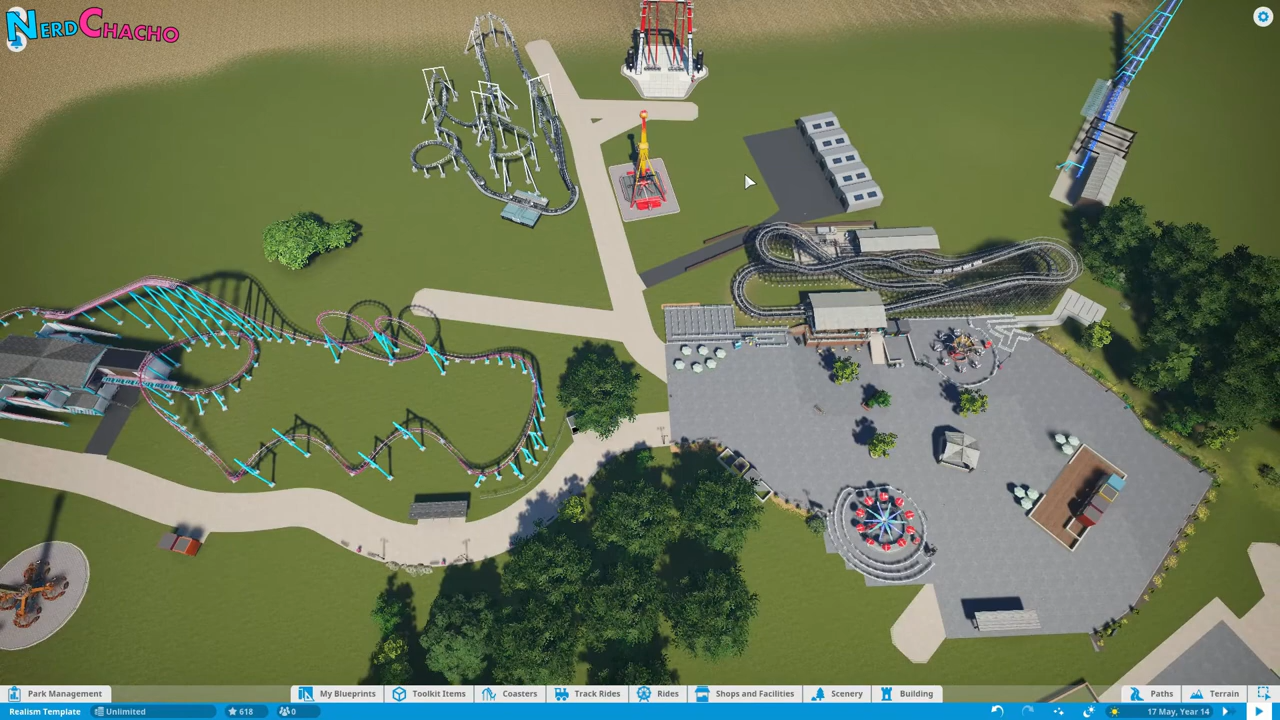 NERDCHACHO
Park Management
My Blueprints
Toolkit Items
Coasters
Track Rides
Rides
Shops and Facilities
Scenery
Building
Paths
Terrain
Realism Template
Unlimited
618
0
17 May, Year 14